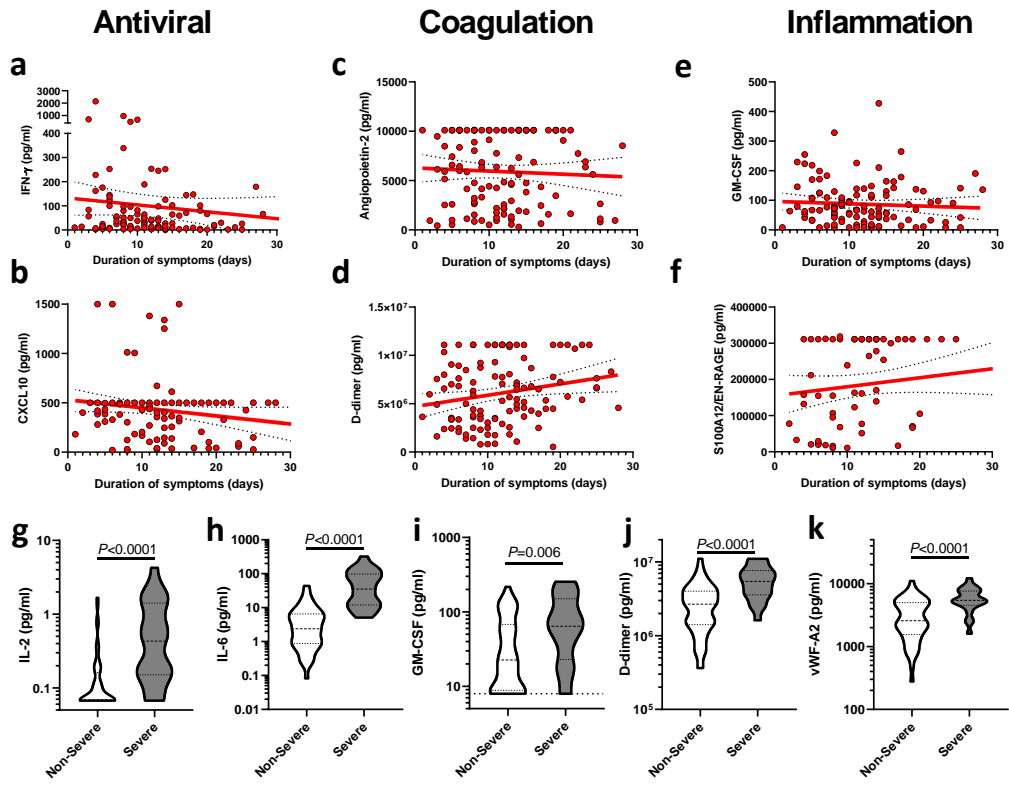 Antiviral
Coagulation
Inflammation
a
3000
2000
1000
400
300
200
100
0
IFN-γ (pg/ml)
0
10
20
30
Duration of symptoms (days)
c
15000
10000
5000
0
Angiopoetin-2 (pg/ml)
0
10
20
30
Duration of symptoms (days)
e
500
400
300
200
100
0
GM-CSF (pg/ml)
0
10
20
30
Duration of symptoms (days)
b
1500
1000
500
0
CXCL-10 (pg/ml)
0
10
20
30
Duration of symptoms (days)
d
1.5×10⁷
1×10⁷
5×10⁶
0
D-dimer (pg/ml)
0
10
20
30
Duration of symptoms (days)
f
400000
300000
200000
100000
0
S100A12/EN-RAGE (pg/ml)
0
10
20
30
Duration of symptoms (days)
g
P<0.0001
10
1
0.1
IL-2 (pg/ml)
Non-Severe
Severe
h
P<0.0001
1000
100
10
1
0.1
0.01
IL-6 (pg/ml)
Non-Severe
Severe
i
P=0.006
1000
100
10
GM-CSF (pg/ml)
Non-Severe
Severe
j
P<0.0001
10⁷
10⁶
10⁵
D-dimer (pg/ml)
Non-Severe
Severe
k
P<0.0001
10000
1000
100
vWF-A2 (pg/ml)
Non-Severe
Severe